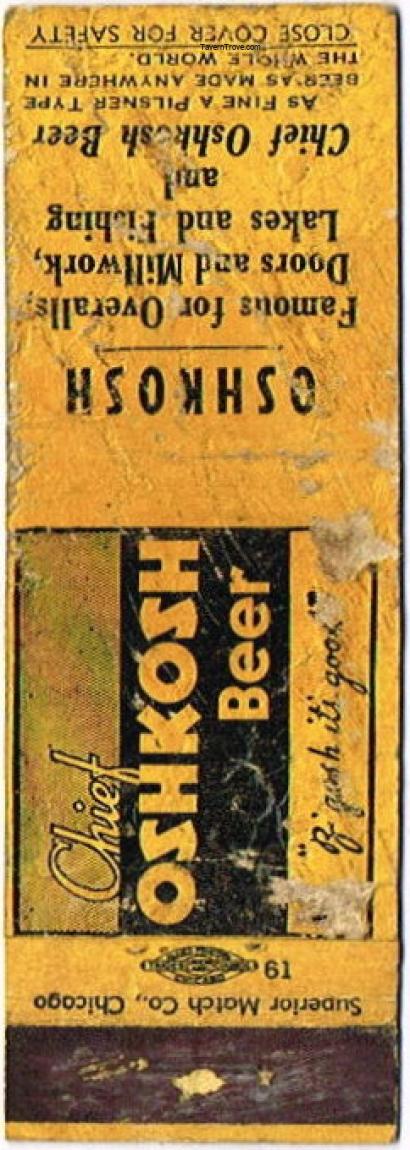 CLOSE COVER FOR SAFETY
TavernTrove.com
THE WHOLE WORLD.
BEER AS MADE ANYWHERE IN
AS FINE A PILSNER TYPE
Chief Oshkosh Beer
and
Lakes and Fishing
Doors and Millwork,
Famous for Overalls,
OSHKOSH
Chief
OSHKOSH
Beer
"B'gosh it's good"
19
Superior Match Co., Chicago